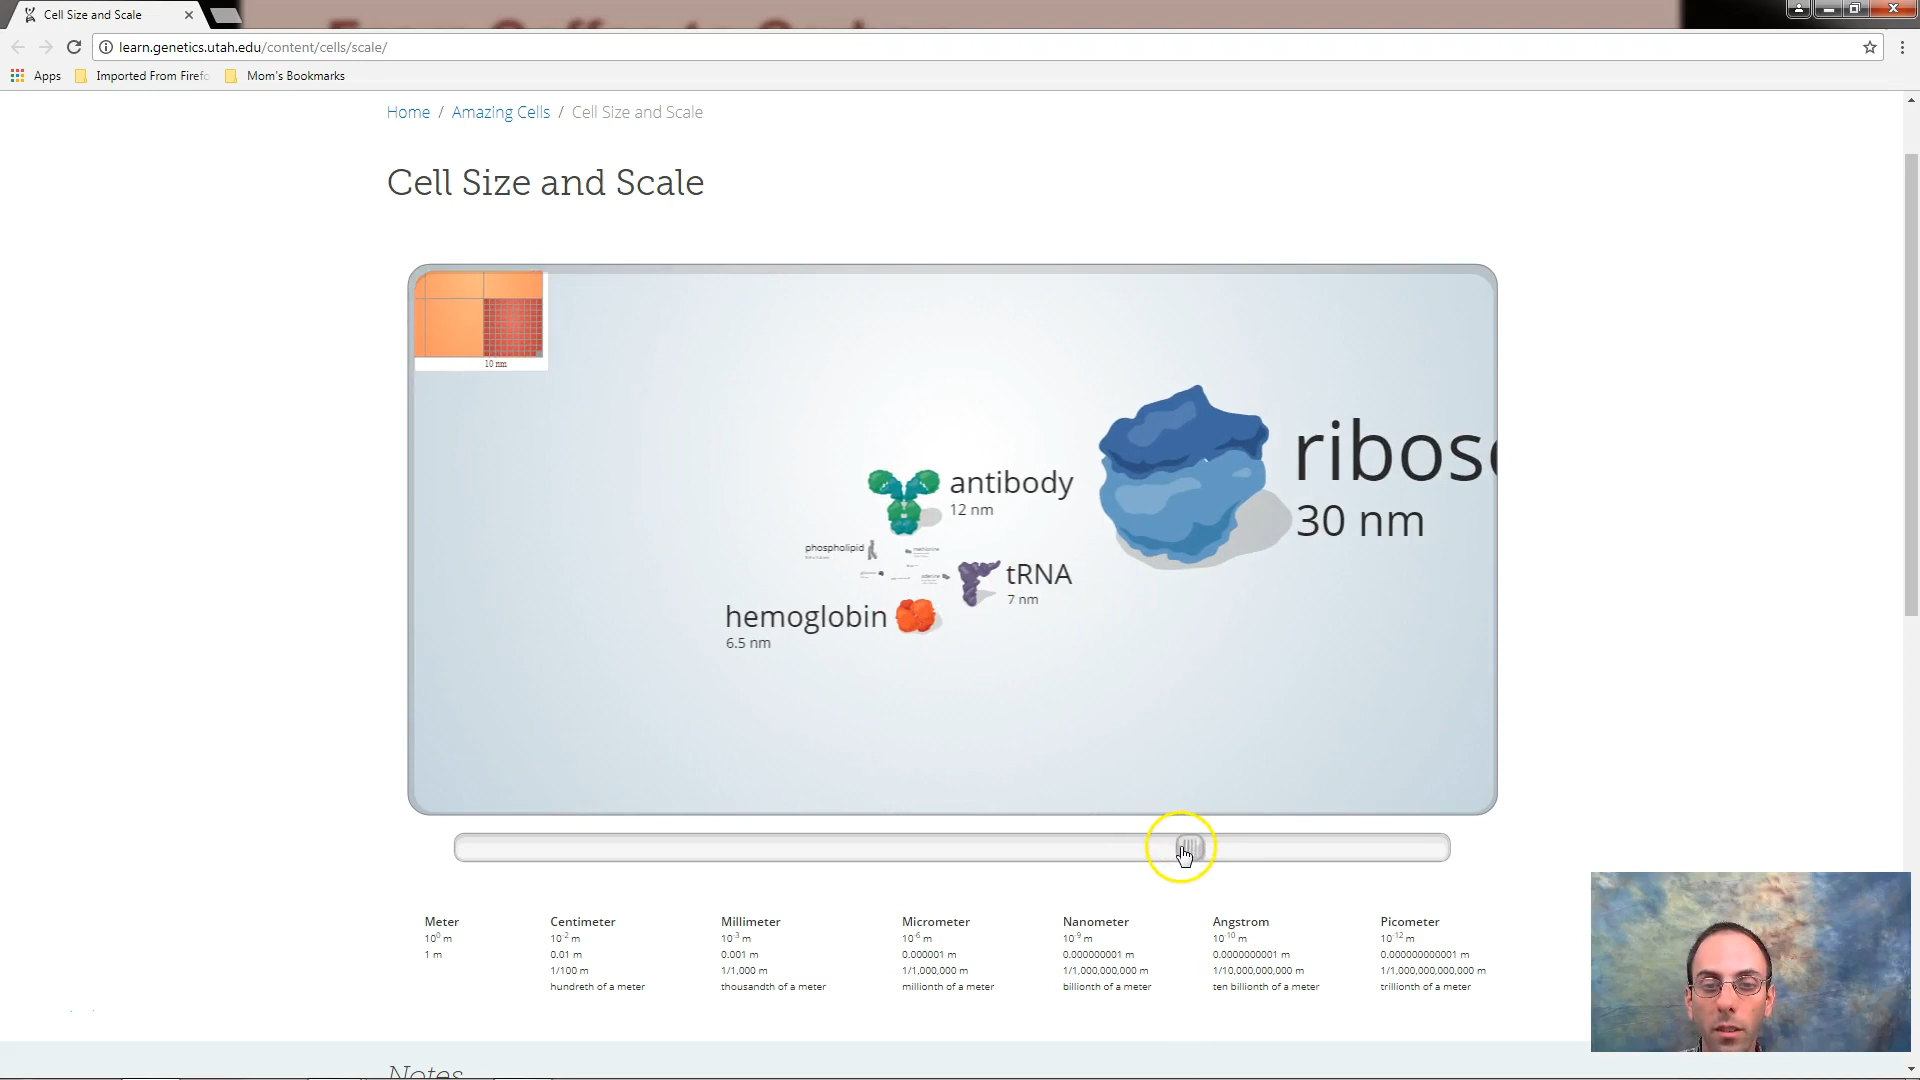 Cell Size and Scale
learn.genetics.utah.edu/content/cells/scale/
Apps
Imported From Firefo
Mom's Bookmarks
Home / Amazing Cells / Cell Size and Scale
Cell Size and Scale
10 nm
riboso
30 nm
antibody
12 nm
phospholipid
tRNA
7 nm
hemoglobin
6.5 nm
Meter
10⁰ m
1 m
Centimeter
10⁻² m
0.01 m
1/100 m
hundreth of a meter
Millimeter
10⁻³ m
0.001 m
1/1,000 m
thousandth of a meter
Micrometer
10⁻⁶ m
0.000001 m
1/1,000,000 m
millionth of a meter
Nanometer
10⁻⁹ m
0.000000001 m
1/1,000,000,000 m
billionth of a meter
Angstrom
10⁻¹⁰ m
0.0000000001 m
1/10,000,000,000 m
ten billionth of a meter
Picometer
10⁻¹² m
0.000000000001 m
1/1,000,000,000,000 m
trillionth of a meter
Notes